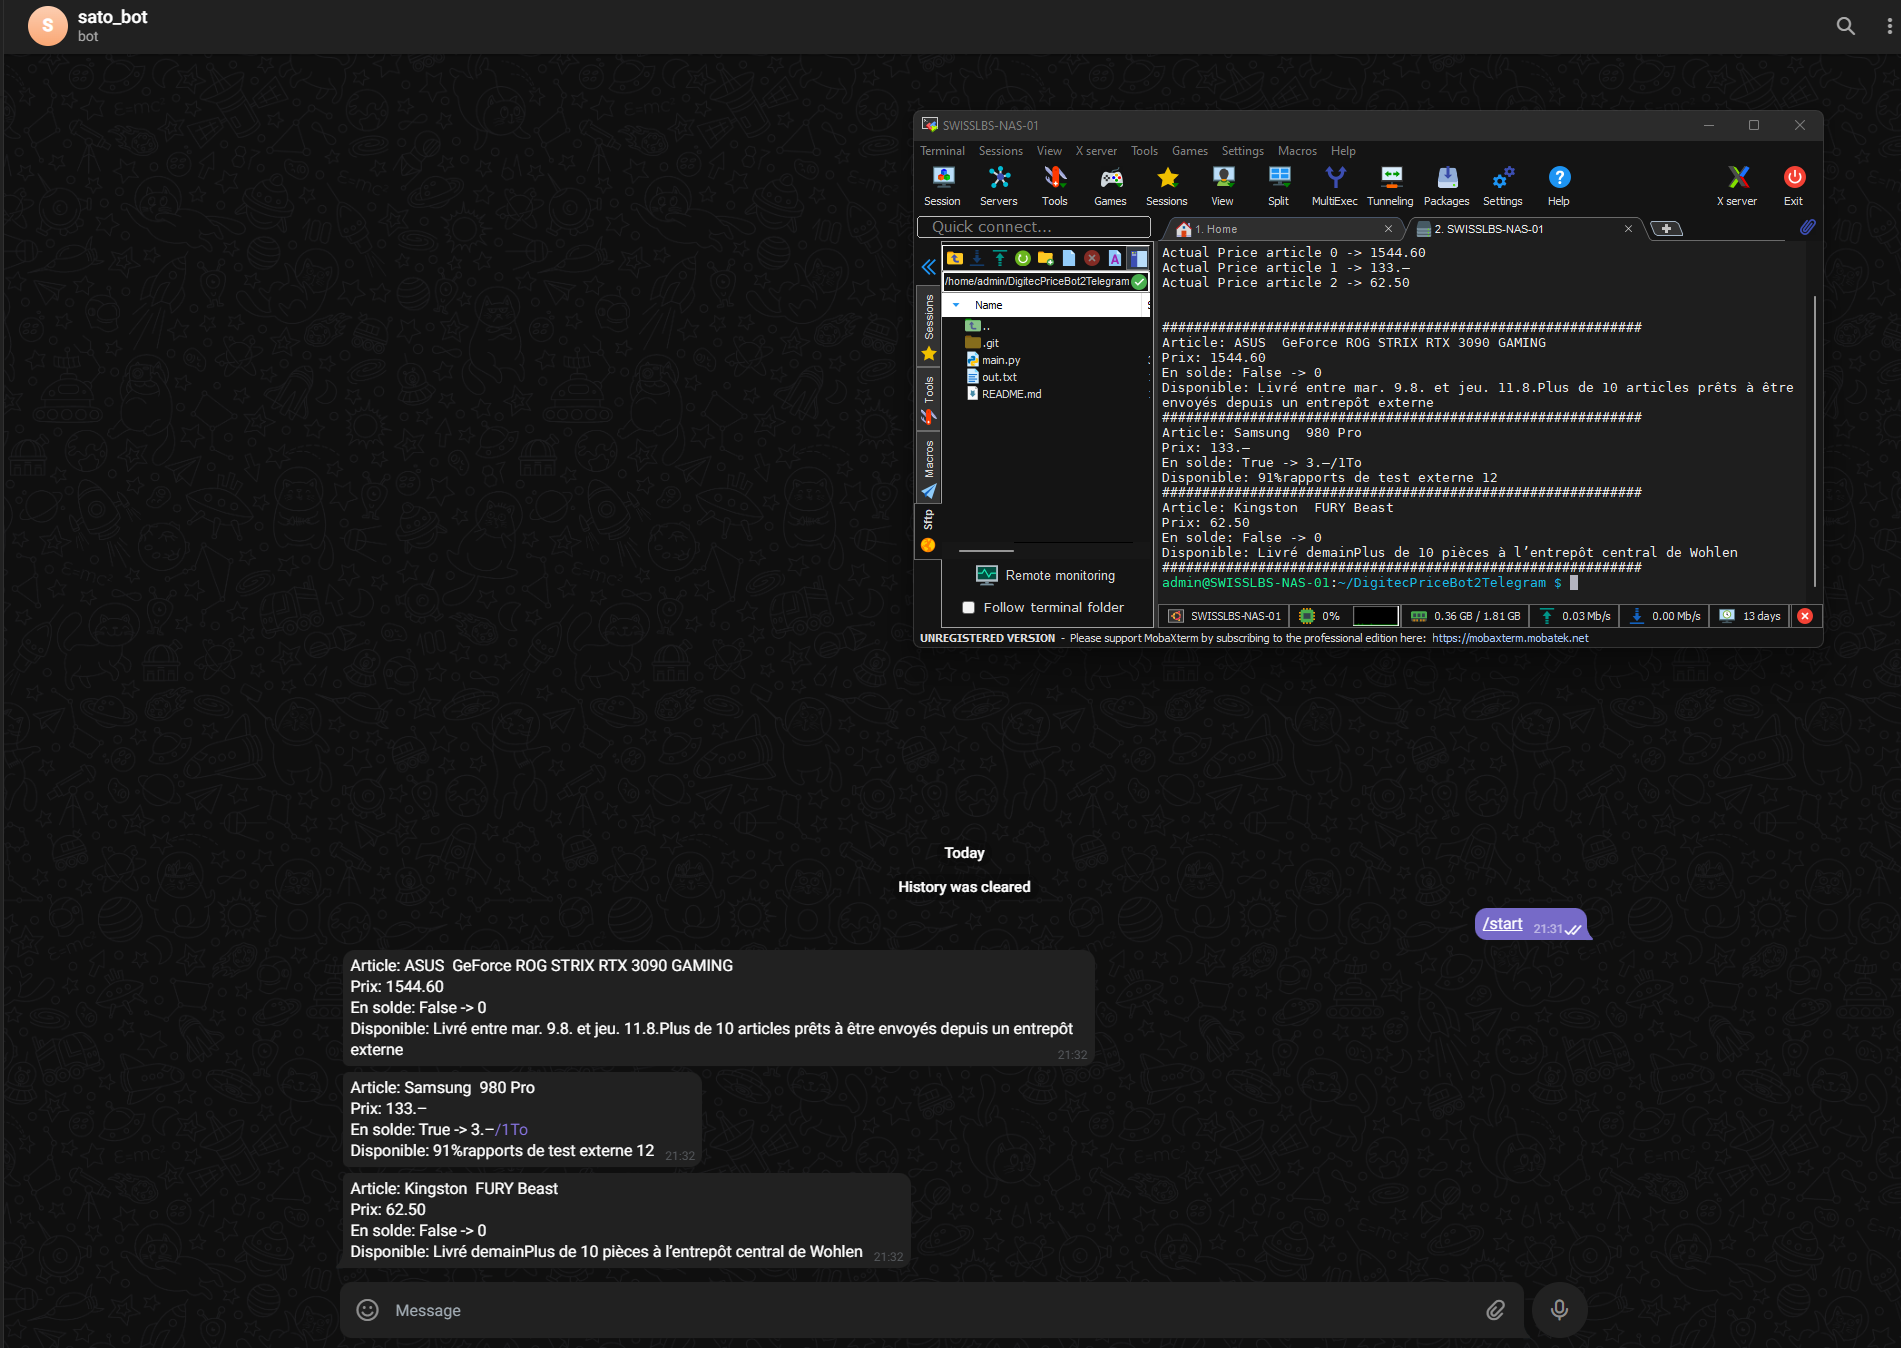 S
sato_bot
bot
SWISSLBS-NAS-01
Terminal Sessions View X server Tools Games Settings Macros Help
Session Servers Tools Games Sessions View Split MultiExec Tunneling Packages Settings Help X server Exit
Quick connect...
1. Home
2. SWISSLBS-NAS-01
/home/admin/DigitecPriceBot2Telegram
Name
..
.git
main.py
out.txt
README.md
Sessions
Tools
Macros
Sftp
Remote monitoring
Follow terminal folder
Actual Price article 0 -> 1544.60
Actual Price article 1 -> 133.–
Actual Price article 2 -> 62.50
############################################################
Article: ASUS  GeForce ROG STRIX RTX 3090 GAMING
Prix: 1544.60
En solde: False -> 0
Disponible: Livré entre mar. 9.8. et jeu. 11.8.Plus de 10 articles prêts à être
envoyés depuis un entrepôt externe
############################################################
Article: Samsung  980 Pro
Prix: 133.–
En solde: True -> 3.–/1To
Disponible: 91%rapports de test externe 12
############################################################
Article: Kingston  FURY Beast
Prix: 62.50
En solde: False -> 0
Disponible: Livré demainPlus de 10 pièces à l’entrepôt central de Wohlen
############################################################
admin@SWISSLBS-NAS-01:~/DigitecPriceBot2Telegram $
SWISSLBS-NAS-01 0% 0.36 GB / 1.81 GB 0.03 Mb/s 0.00 Mb/s 13 days
UNREGISTERED VERSION - Please support MobaXterm by subscribing to the professional edition here: https://mobaxterm.mobatek.net
Today
History was cleared
/start 21:31
Article: ASUS  GeForce ROG STRIX RTX 3090 GAMING
Prix: 1544.60
En solde: False -> 0
Disponible: Livré entre mar. 9.8. et jeu. 11.8.Plus de 10 articles prêts à être envoyés depuis un entrepôt
externe 21:32
Article: Samsung  980 Pro
Prix: 133.–
En solde: True -> 3.–/1To
Disponible: 91%rapports de test externe 12 21:32
Article: Kingston  FURY Beast
Prix: 62.50
En solde: False -> 0
Disponible: Livré demainPlus de 10 pièces à l’entrepôt central de Wohlen 21:32
Message